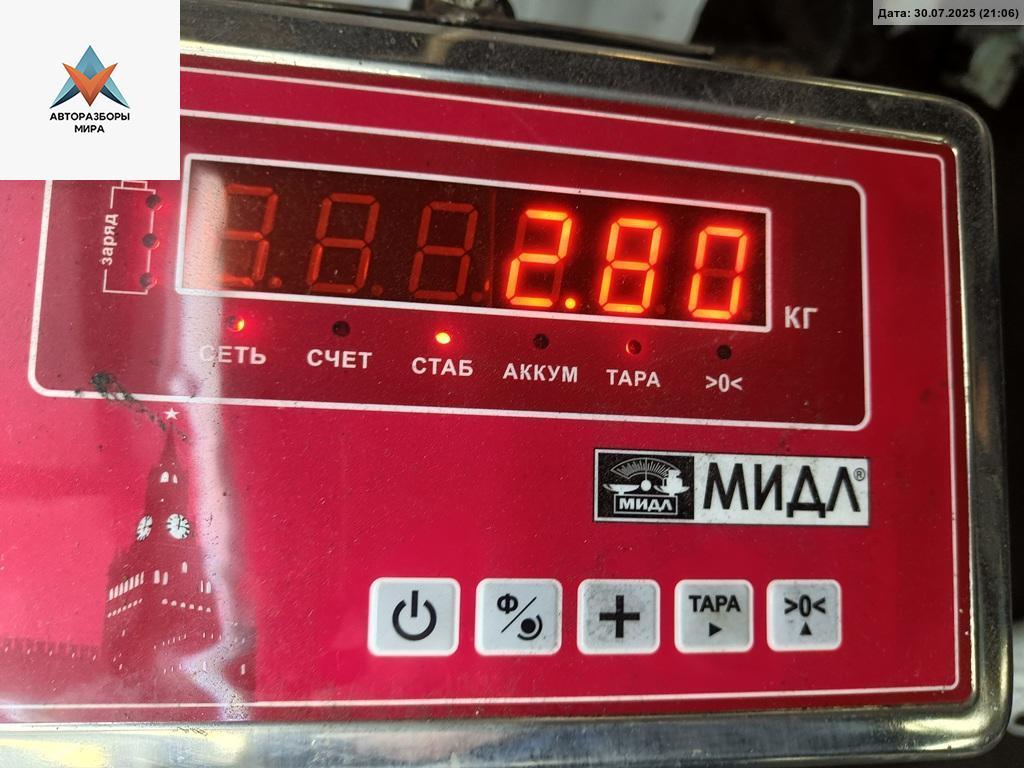 Дата: 30.07.2025 (21:06)
АВТОРАЗБОРЫ
МИРА
заряд
2.80
КГ
СЕТЬ СЧЕТ СТАБ АККУМ ТАРА >0<
МИДЛ МИДЛ®
Ф ТАРА >0<